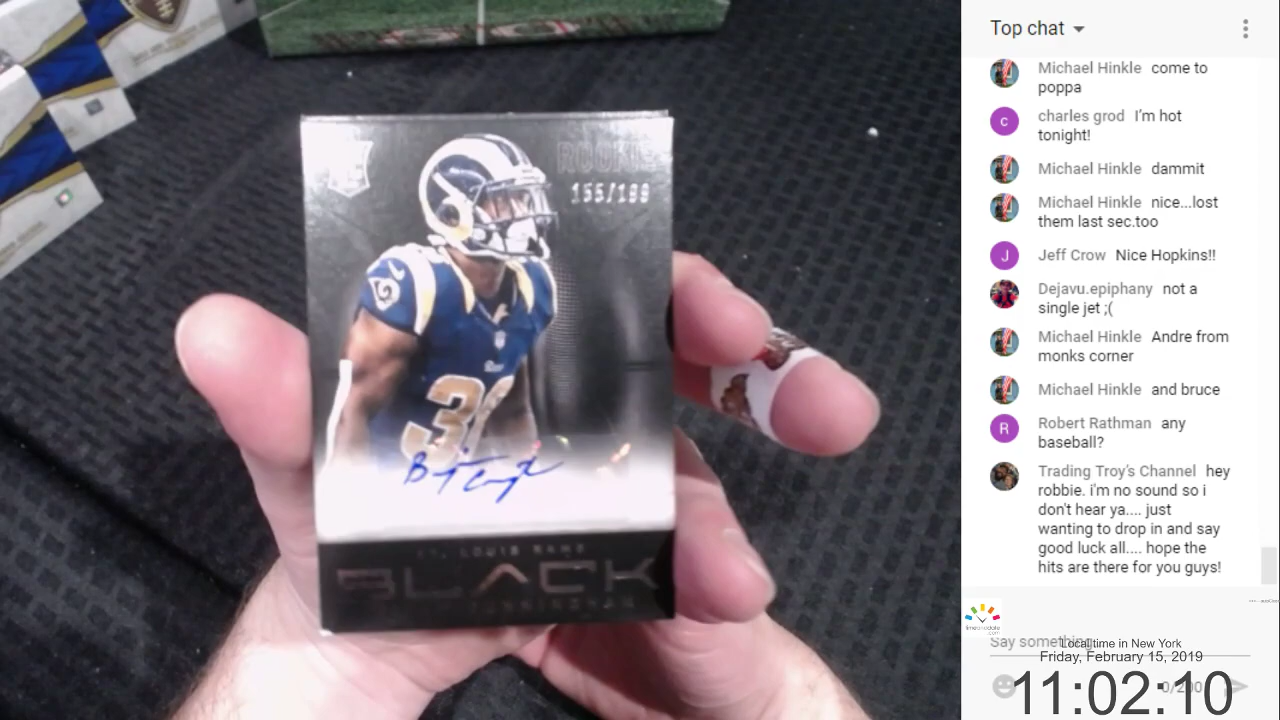 ROOKIE
155/199
30
ST. LOUIS RAMS
BLACK
Top chat
Michael Hinkle come to
poppa
charles grod I'm hot
tonight!
Michael Hinkle dammit
Michael Hinkle nice...lost
them last sec.too
Jeff Crow Nice Hopkins!!
Dejavu.epiphany not a
single jet ;(
Michael Hinkle Andre from
monks corner
Michael Hinkle and bruce
Robert Rathman any
baseball?
Trading Troy's Channel hey
robbie. i'm no sound so i
don't hear ya.... just
wanting to drop in and say
good luck all.... hope the
hits are there for you guys!
Say something...
Local time in New York
Friday, February 15, 2019
0/200
11:02:10